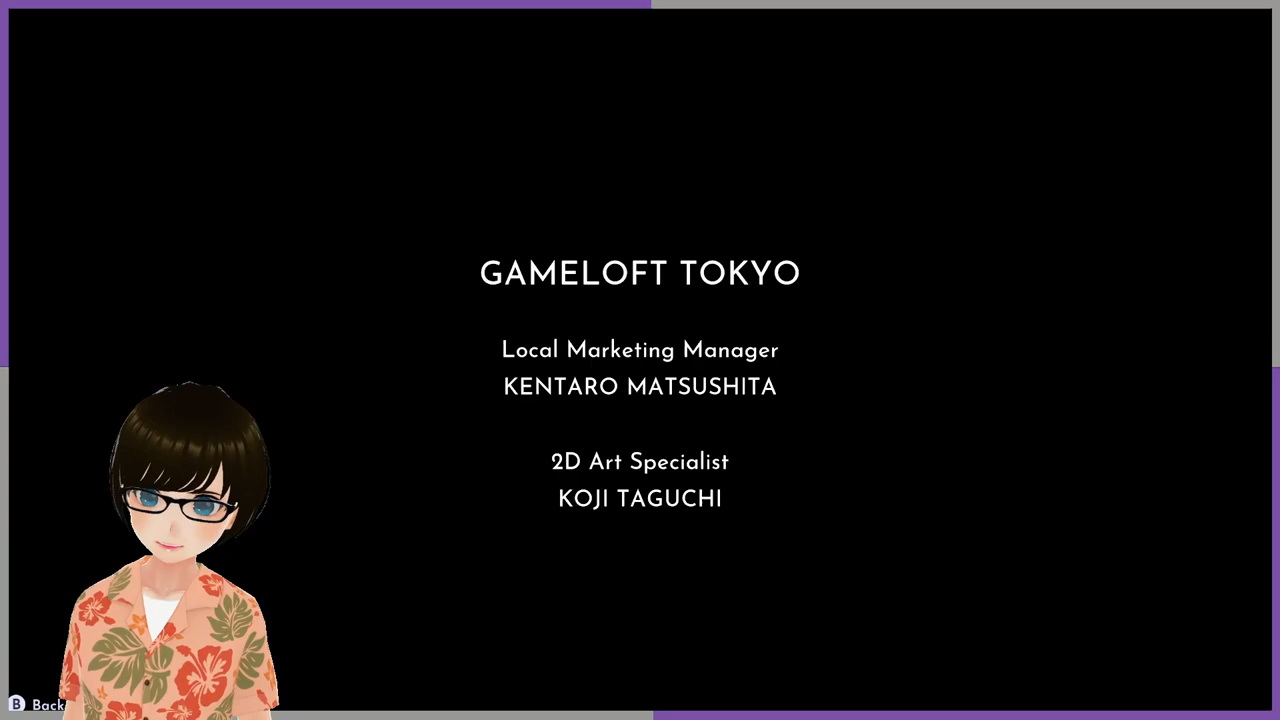 GAMELOFT TOKYO
Local Marketing Manager
KENTARO MATSUSHITA
2D Art Specialist
KOJI TAGUCHI
B Back